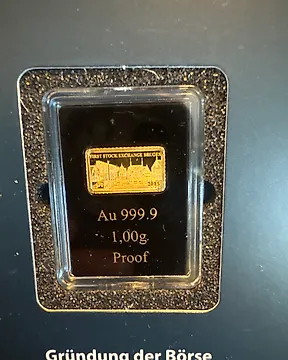 FIRST STOCK EXCHANGE BRUGES
Au 999.9
1,00g.
Proof
Gründung der Börse